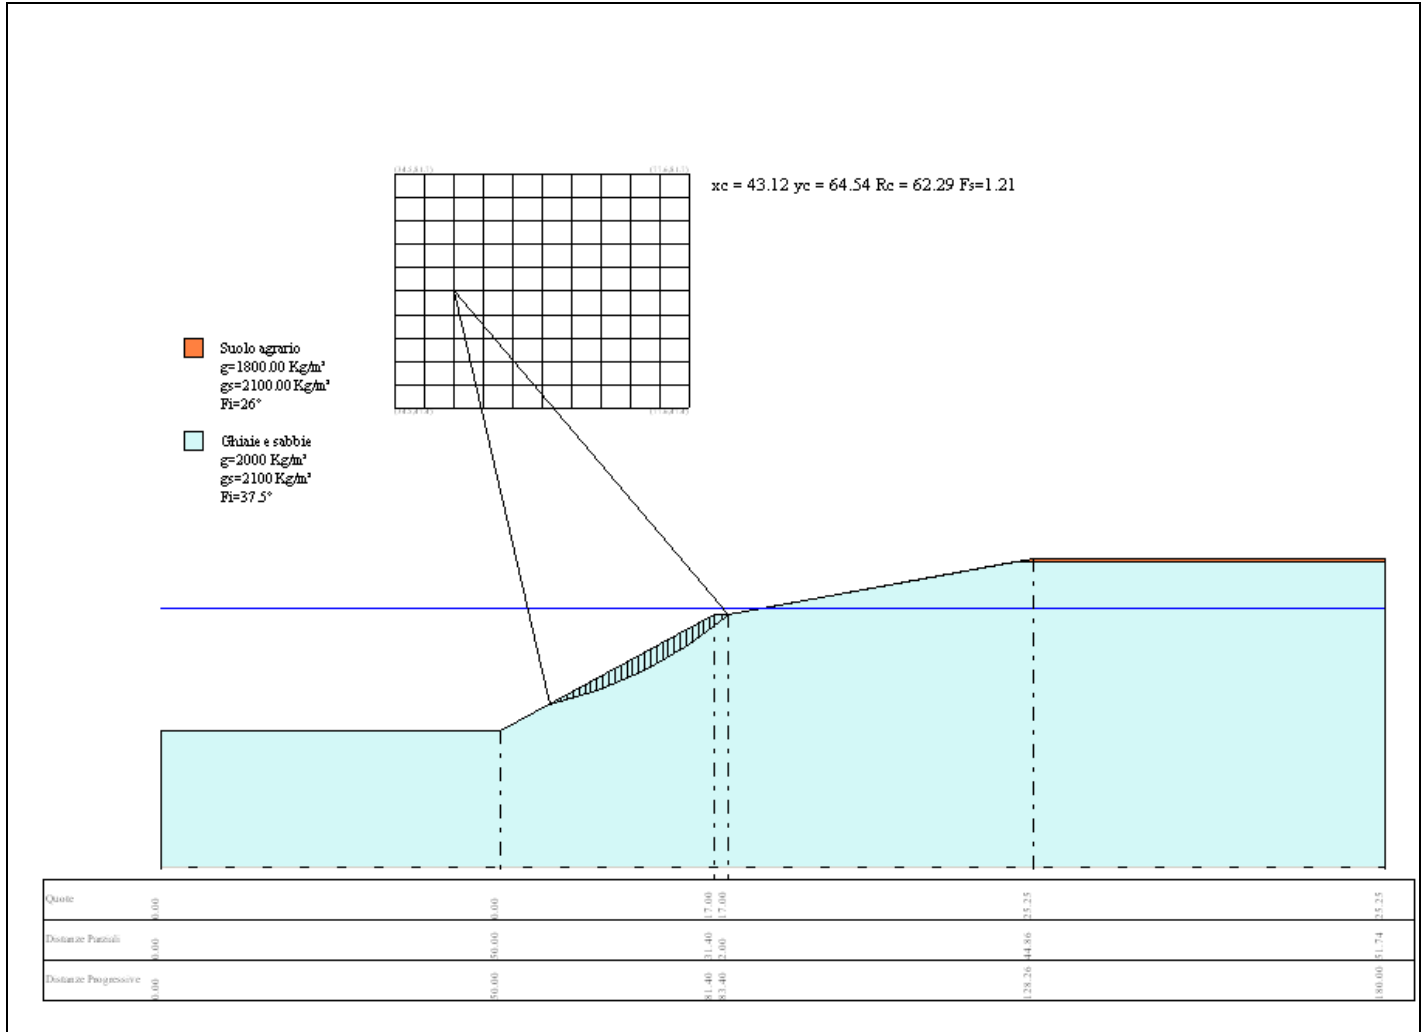 xc = 43.12 yc = 64.54 Rc = 62.29 Fs=1.21
Suolo agrario
g=1800.00 Kg/m³
gs=2100.00 Kg/m³
Fi=26°
Ghiaie e sabbie
g=2000 Kg/m³
gs=2100 Kg/m³
Fi=37.5°
Quote 0.00 0.00 17.00 17.00 25.25 25.25
Distanze Parziali 0.00 50.00 31.40 2.00 44.86 51.74
Distanze Progressive 0.00 50.00 81.40 83.40 128.26 180.00